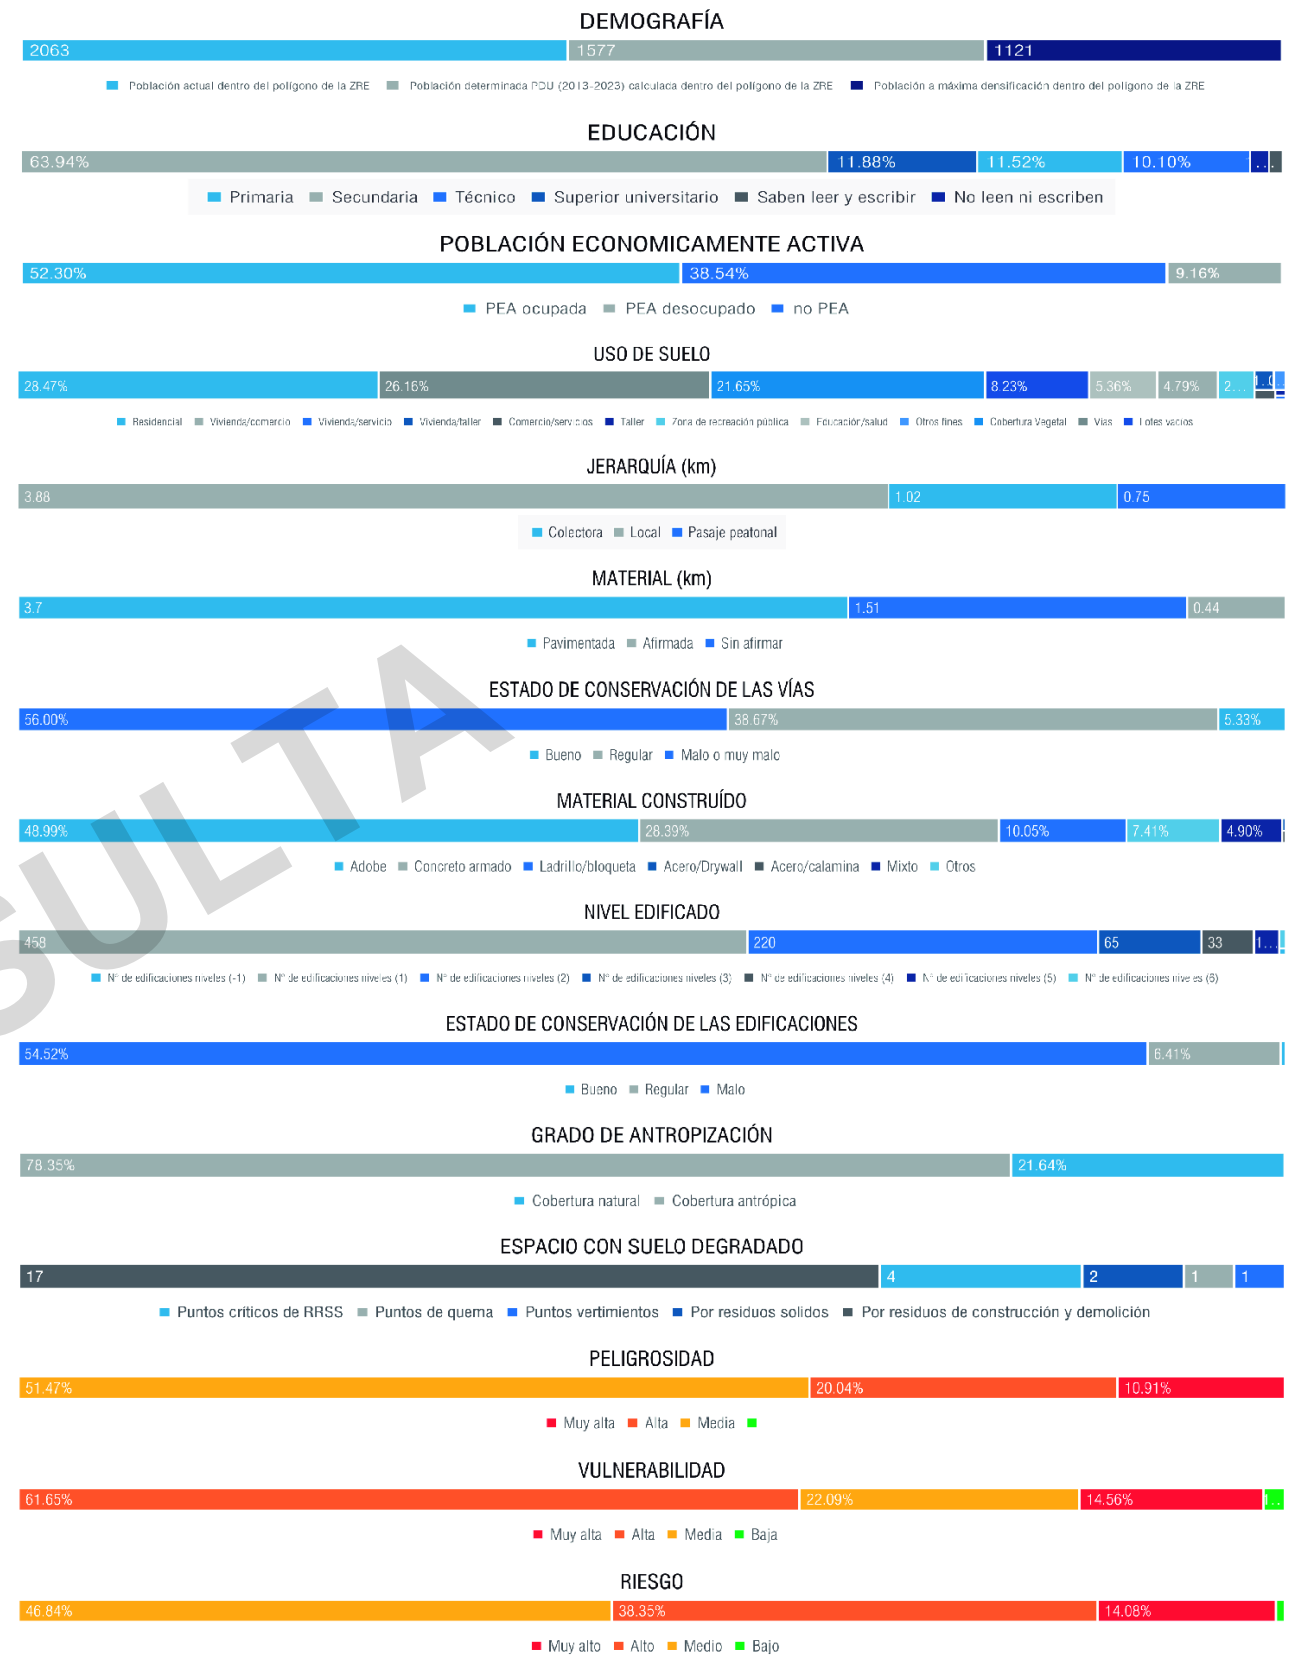 DEMOGRAFÍA
2063 1577 1121
Población actual dentro del polígono de la ZRE Población determinada PDU (2013-2023) calculada dentro del polígono de la ZRE Población a máxima densificación dentro del polígono de la ZRE
EDUCACIÓN
63.94% 11.88% 11.52% 10.10% 1...
Primaria Secundaria Técnico Superior universitario Saben leer y escribir No leen ni escriben
POBLACIÓN ECONOMICAMENTE ACTIVA
52.30% 38.54% 9.16%
PEA ocupada PEA desocupado no PEA
USO DE SUELO
28.47% 26.16% 21.65% 8.23% 5.36% 4.79% 2...
Residencial Vivienda/comercio Vivienda/servicio Vivienda/taller Comercio/servicios Taller Zona de recreación pública Educación/salud Otros fines Cobertura Vegetal Vías Lotes vacios
JERARQUÍA (km)
3.88 1.02 0.75
Colectora Local Pasaje peatonal
MATERIAL (km)
3.7 1.51 0.44
Pavimentada Afirmada Sin afirmar
ESTADO DE CONSERVACIÓN DE LAS VÍAS
56.00% 38.67% 5.33%
Bueno Regular Malo o muy malo
MATERIAL CONSTRUÍDO
48.99% 28.39% 10.05% 7.41% 4.90%
Adobe Concreto armado Ladrillo/bloqueta Acero/Drywall Acero/calamina Mixto Otros
NIVEL EDIFICADO
458 220 65 33 1...
N° de edificaciones niveles (-1) N° de edificaciones niveles (1) N° de edificaciones niveles (2) N° de edificaciones niveles (3) N° de edificaciones niveles (4) N° de edificaciones niveles (5) N° de edificaciones niveles (6)
ESTADO DE CONSERVACIÓN DE LAS EDIFICACIONES
54.52% 6.41%
Bueno Regular Malo
GRADO DE ANTROPIZACIÓN
78.35% 21.64%
Cobertura natural Cobertura antrópica
ESPACIO CON SUELO DEGRADADO
17 4 2 1 1
Puntos críticos de RRSS Puntos de quema Puntos vertimientos Por residuos solidos Por residuos de construcción y demolición
PELIGROSIDAD
51.47% 20.04% 10.91%
Muy alta Alta Media
VULNERABILIDAD
61.65% 22.09% 14.56% 1...
Muy alta Alta Media Baja
RIESGO
46.84% 38.35% 14.08%
Muy alto Alto Medio Bajo
SULTA